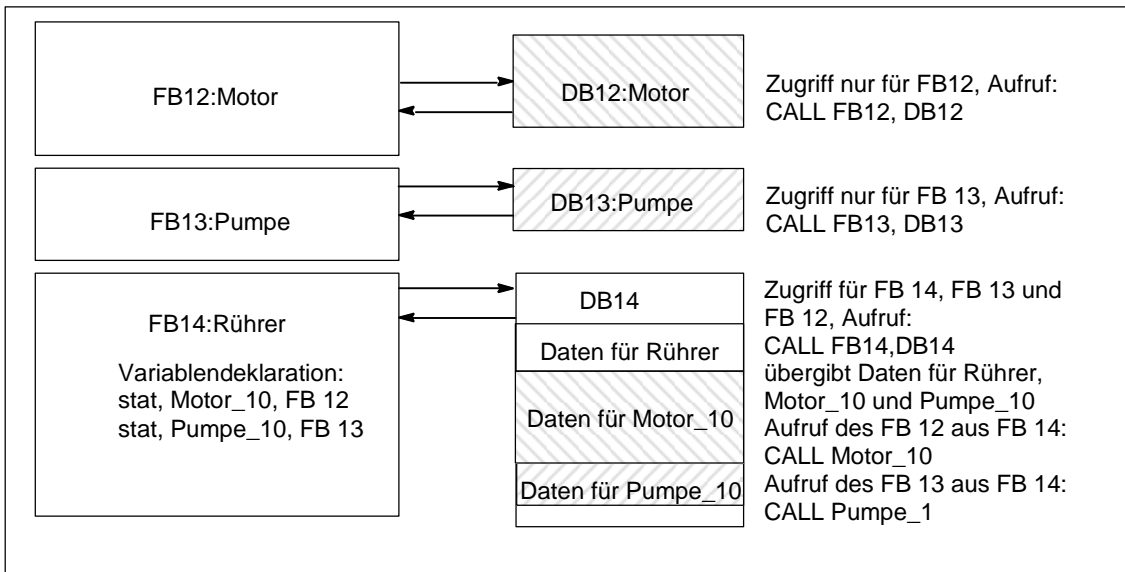 FB12:Motor
DB12:Motor
Zugriff nur für FB12, Aufruf:
CALL FB12, DB12
FB13:Pumpe
DB13:Pumpe
Zugriff nur für FB 13, Aufruf:
CALL FB13, DB13
FB14:Rührer
Variablendeklaration:
stat, Motor_10, FB 12
stat, Pumpe_10, FB 13
DB14
Daten für Rührer
Daten für Motor_10
Daten für Pumpe_10
Zugriff für FB 14, FB 13 und
FB 12, Aufruf:
CALL FB14,DB14
übergibt Daten für Rührer,
Motor_10 und Pumpe_10
Aufruf des FB 12 aus FB 14:
CALL Motor_10
Aufruf des FB 13 aus FB 14:
CALL Pumpe_1